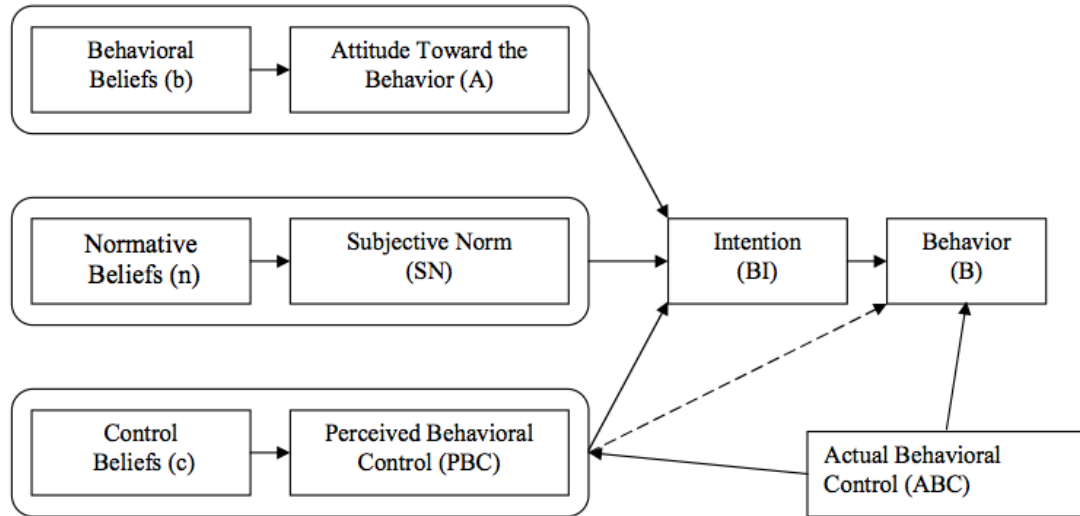 Behavioral
Beliefs (b)
Attitude Toward the
Behavior (A)
Normative
Beliefs (n)
Subjective Norm
(SN)
Intention
(BI)
Behavior
(B)
Control
Beliefs (c)
Perceived Behavioral
Control (PBC)
Actual Behavioral
Control (ABC)